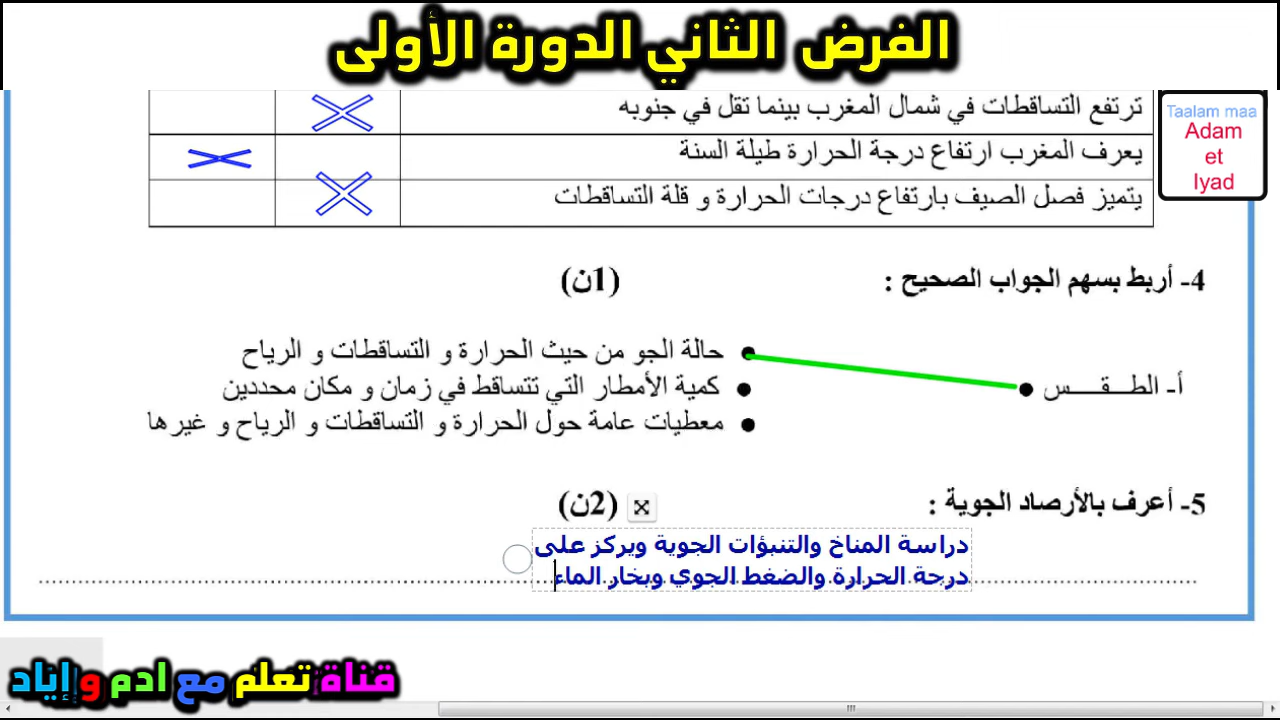 الفرض الثاني الدورة الأولى
Taalam maa
Adam
et
Iyad
ترتفع التساقطات في شمال المغرب بينما تقل في جنوبه
يعرف المغرب ارتفاع درجة الحرارة طيلة السنة
يتميز فصل الصيف بارتفاع درجات الحرارة و قلة التساقطات
4- أربط بسهم الجواب الصحيح : (1ن)
حالة الجو من حيث الحرارة و التساقطات و الرياح
أ- الطـــقــــــس كمية الأمطار التي تتساقط في زمان و مكان محددين
معطيات عامة حول الحرارة و التساقطات و الرياح و غيرها
5- أعرف بالأرصاد الجوية : (2ن)
دراسة المناخ والتنبؤات الجوية ويركز على
درجة الحرارة والضغط الجوي وبخار الماء
قناة تعلم مع ادم وإياد